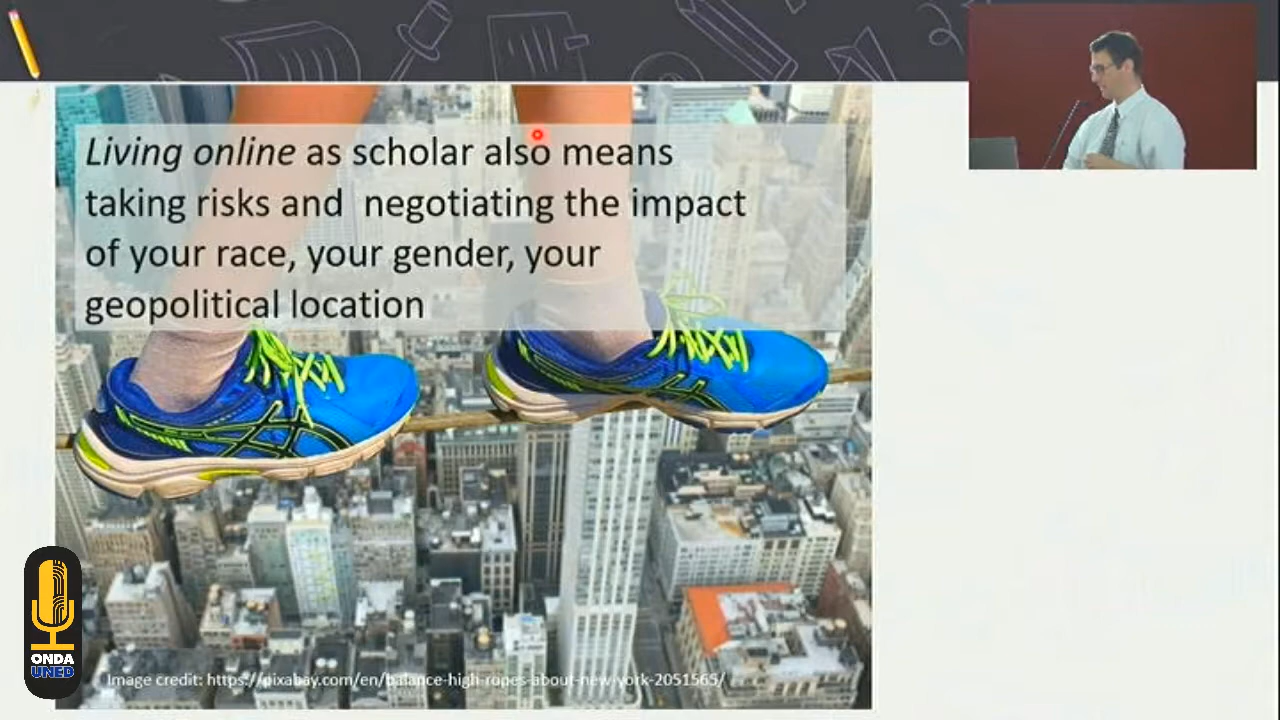 Living online as scholar also means
taking risks and  negotiating the impact
of your race, your gender, your
geopolitical location
ONDA
UNED
Image credit: https://pixabay.com/en/balance-high-ropes-about-new-york-2051565/